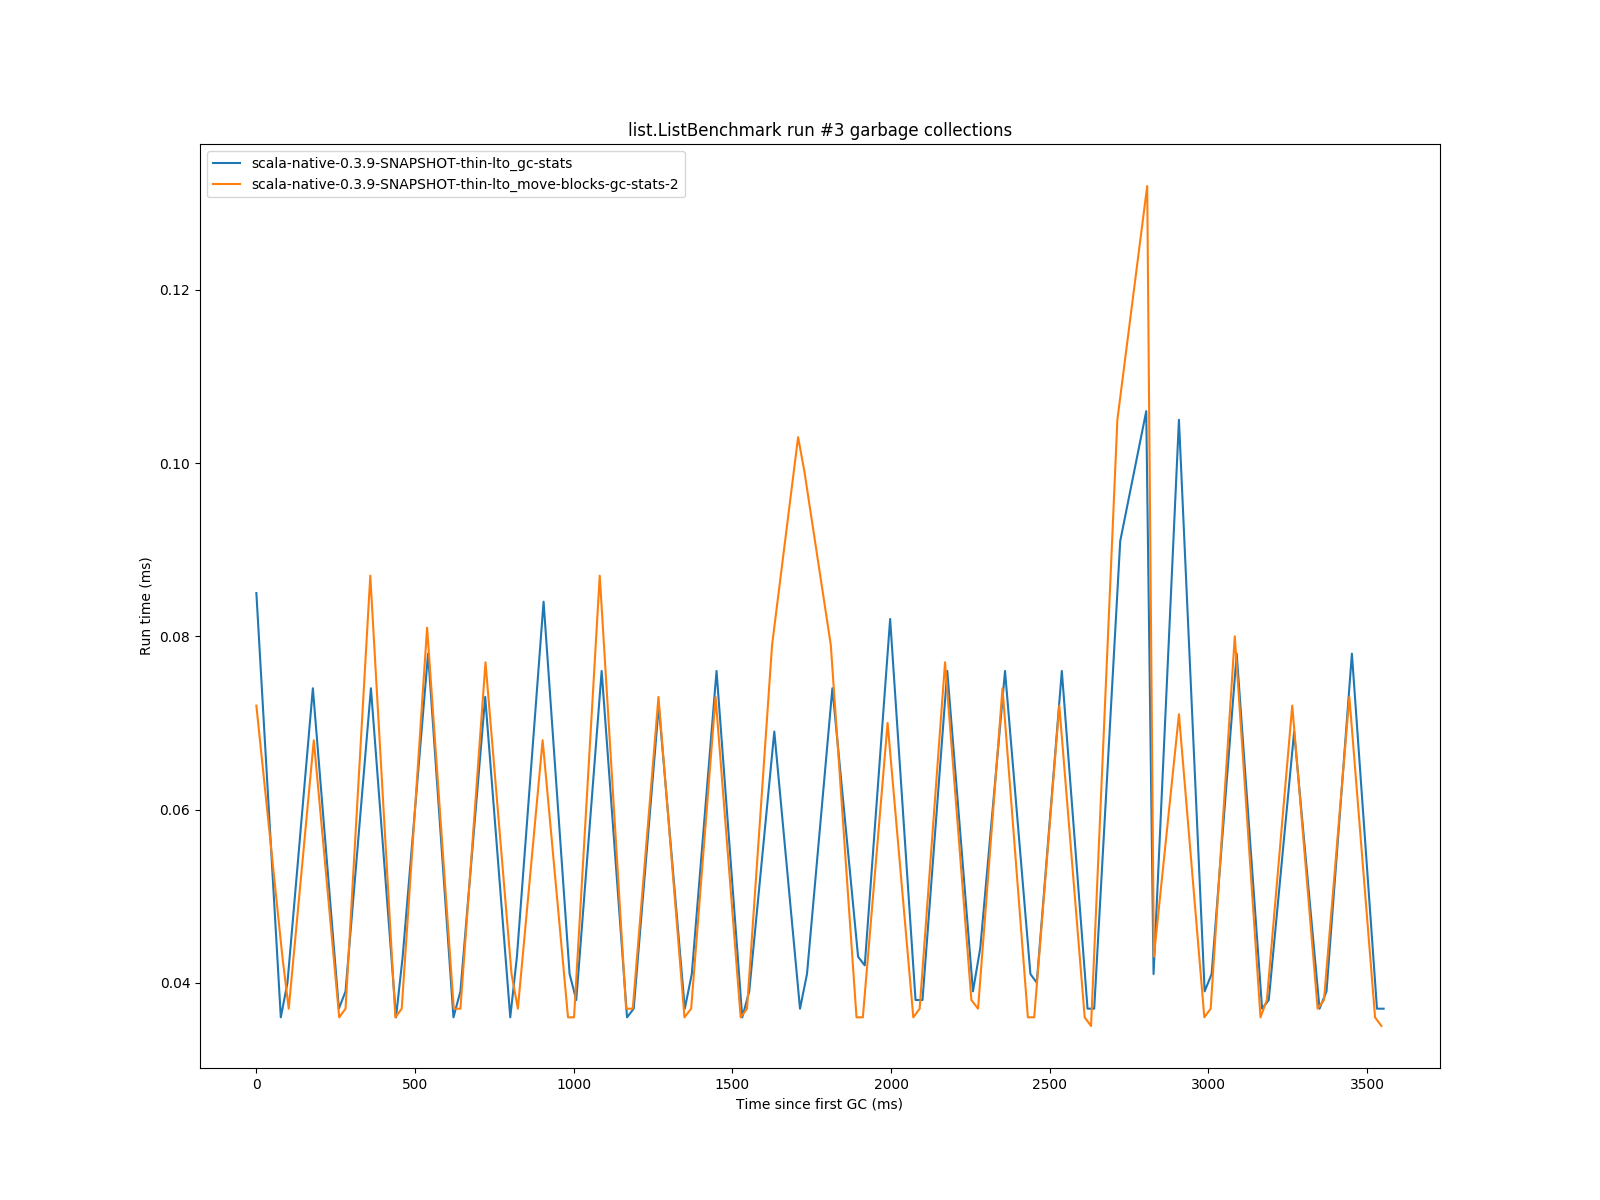 list.ListBenchmark run #3 garbage collections
scala-native-0.3.9-SNAPSHOT-thin-lto_gc-stats
scala-native-0.3.9-SNAPSHOT-thin-lto_move-blocks-gc-stats-2
Run time (ms)
0.12
0.10
0.08
0.06
0.04
0 500 1000 1500 2000 2500 3000 3500
Time since first GC (ms)